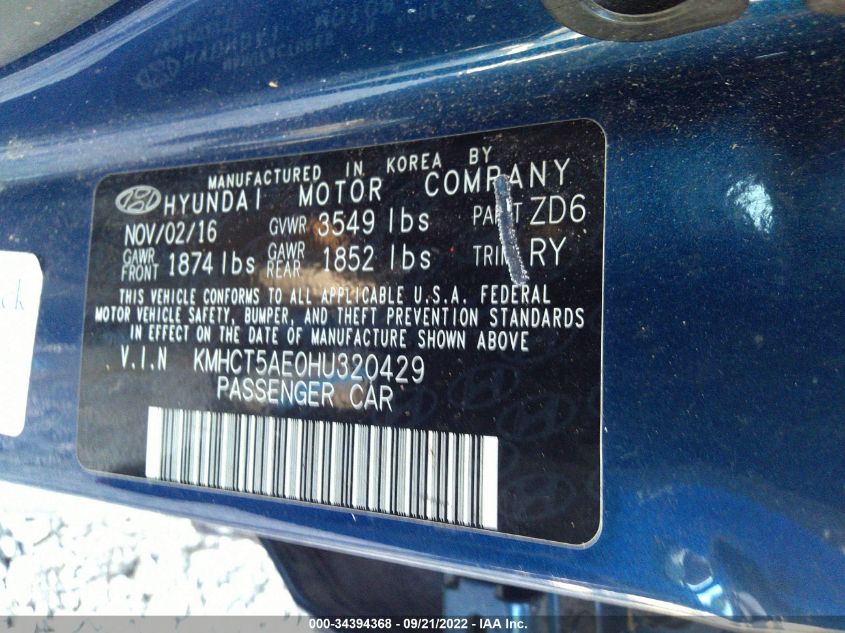 MANUFACTURED IN KOREA BY
HYUNDAI MOTOR COMPANY
NOV/02/16 GVWR 3549 lbs PAINT ZD6
GAWR FRONT 1874 lbs GAWR REAR 1852 lbs TRIM RY
THIS VEHICLE CONFORMS TO ALL APPLICABLE U.S.A. FEDERAL
MOTOR VEHICLE SAFETY, BUMPER, AND THEFT PREVENTION STANDARDS
IN EFFECT ON THE DATE OF MANUFACTURE SHOWN ABOVE
V.I.N KMHCT5AE0HU320429
PASSENGER CAR
000-34394368 - 09/21/2022 - IAA Inc.